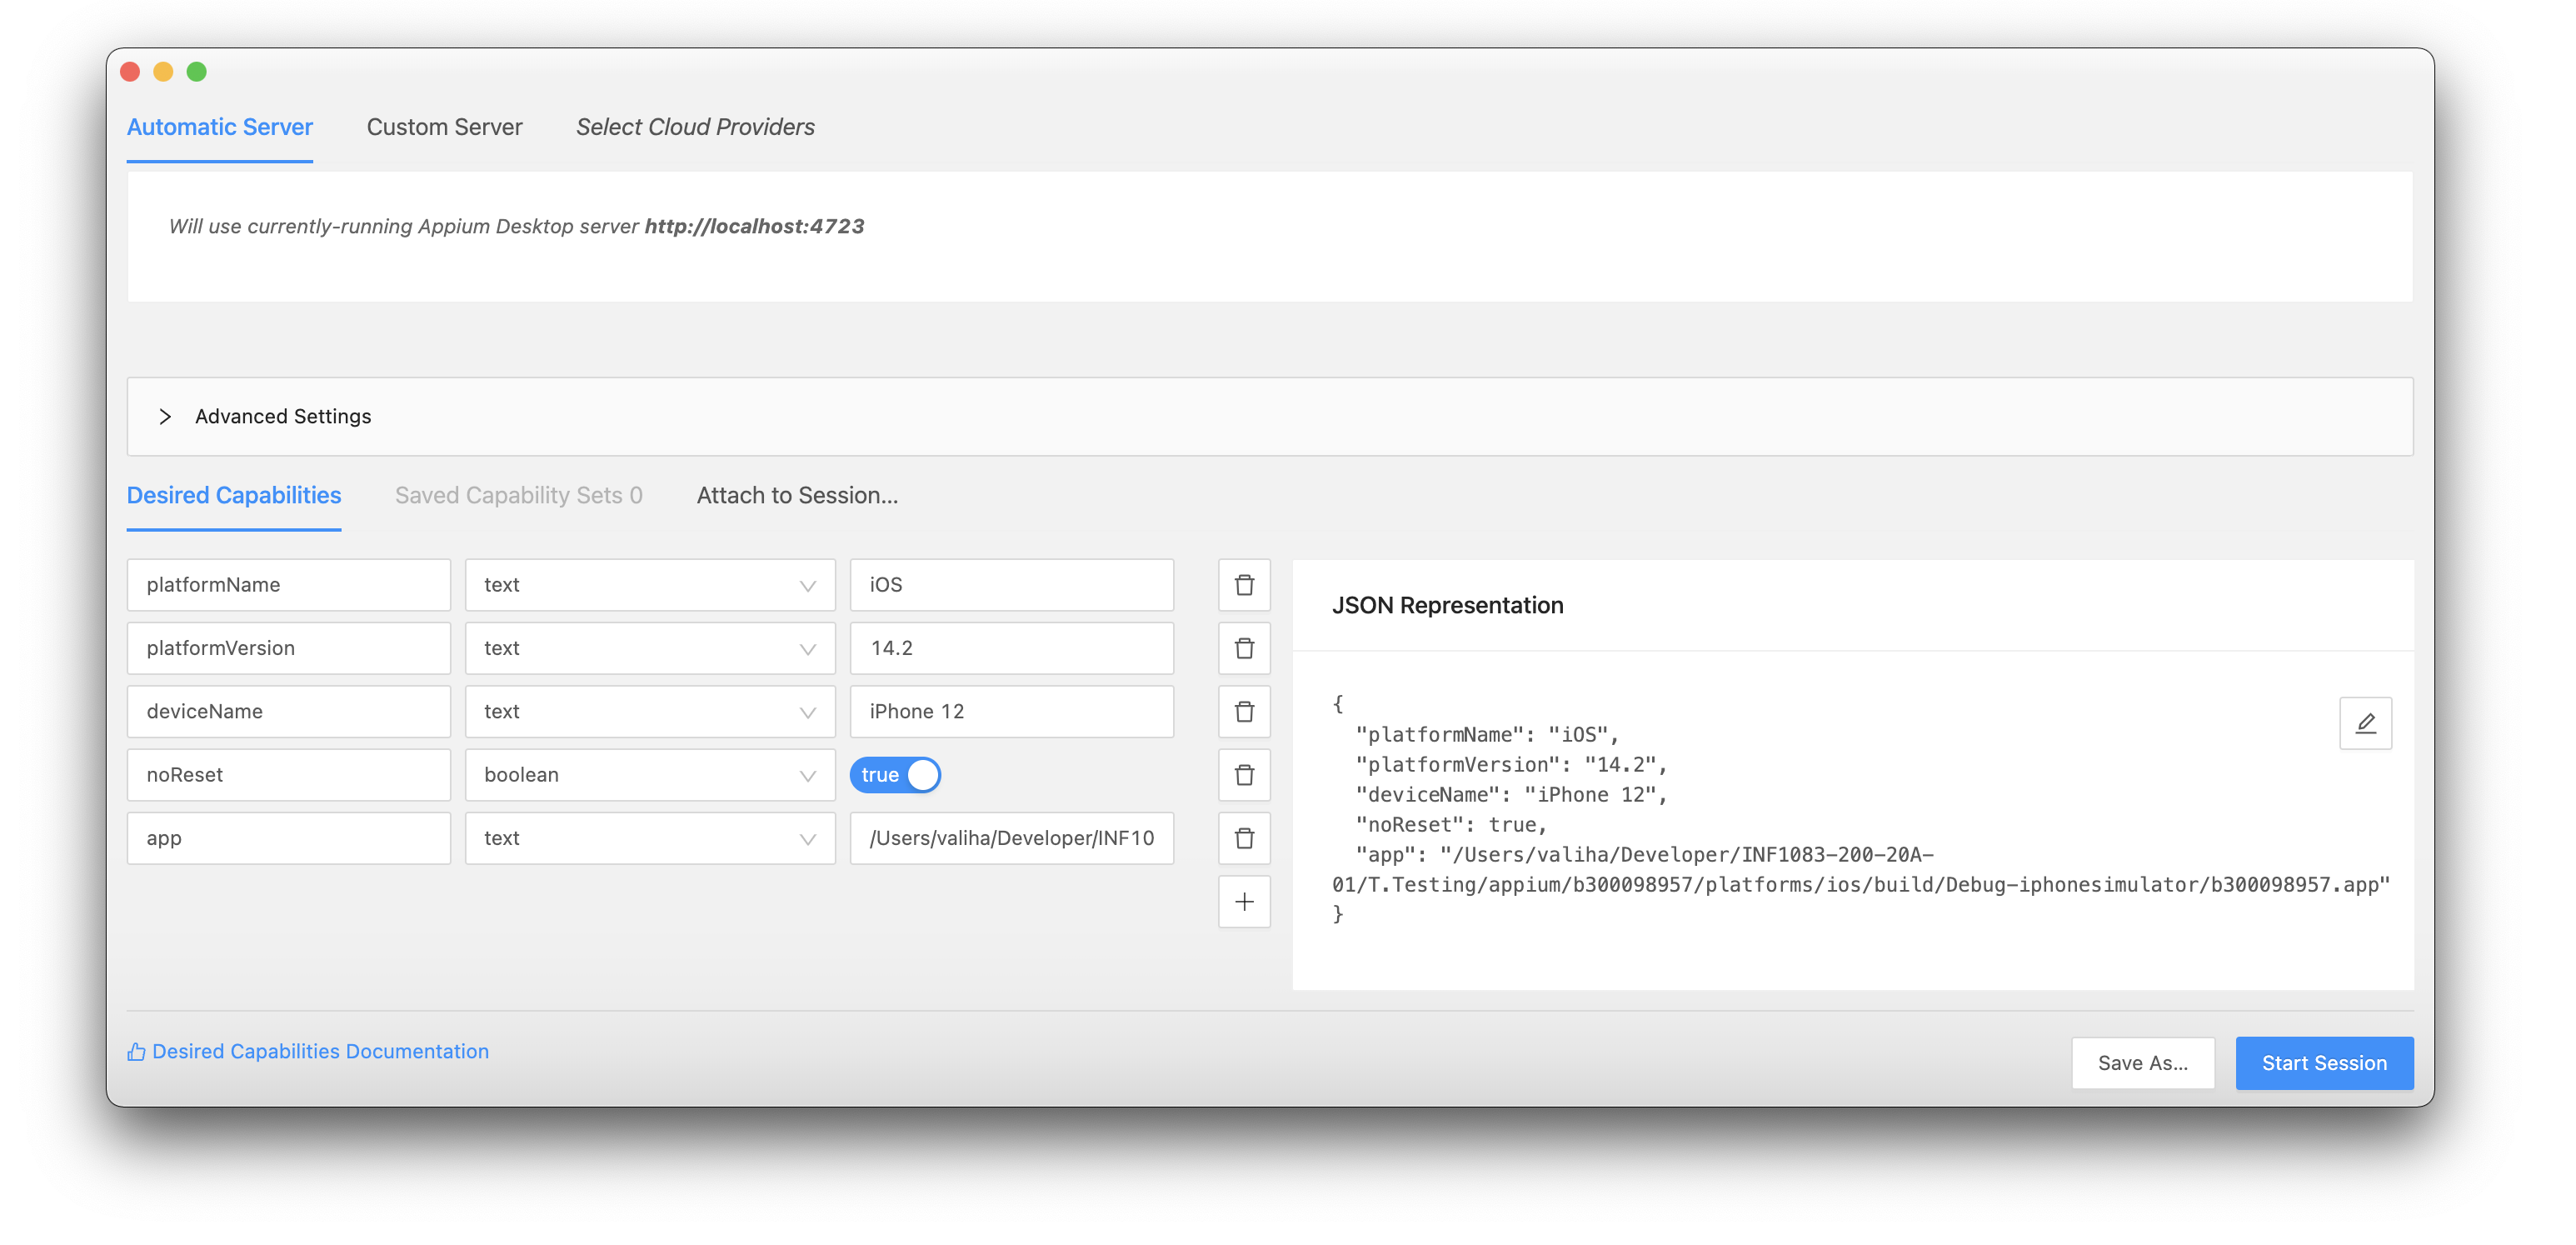 Automatic Server Custom Server Select Cloud Providers
Will use currently-running Appium Desktop server http://localhost:4723
Advanced Settings
Desired Capabilities Saved Capability Sets 0 Attach to Session...
platformName text iOS
platformVersion text 14.2
deviceName text iPhone 12
noReset boolean true
app text /Users/valiha/Developer/INF10
JSON Representation
{
"platformName": "iOS",
"platformVersion": "14.2",
"deviceName": "iPhone 12",
"noReset": true,
"app": "/Users/valiha/Developer/INF1083-200-20A-
01/T.Testing/appium/b300098957/platforms/ios/build/Debug-iphonesimulator/b300098957.app"
}
Desired Capabilities Documentation
Save As...
Start Session